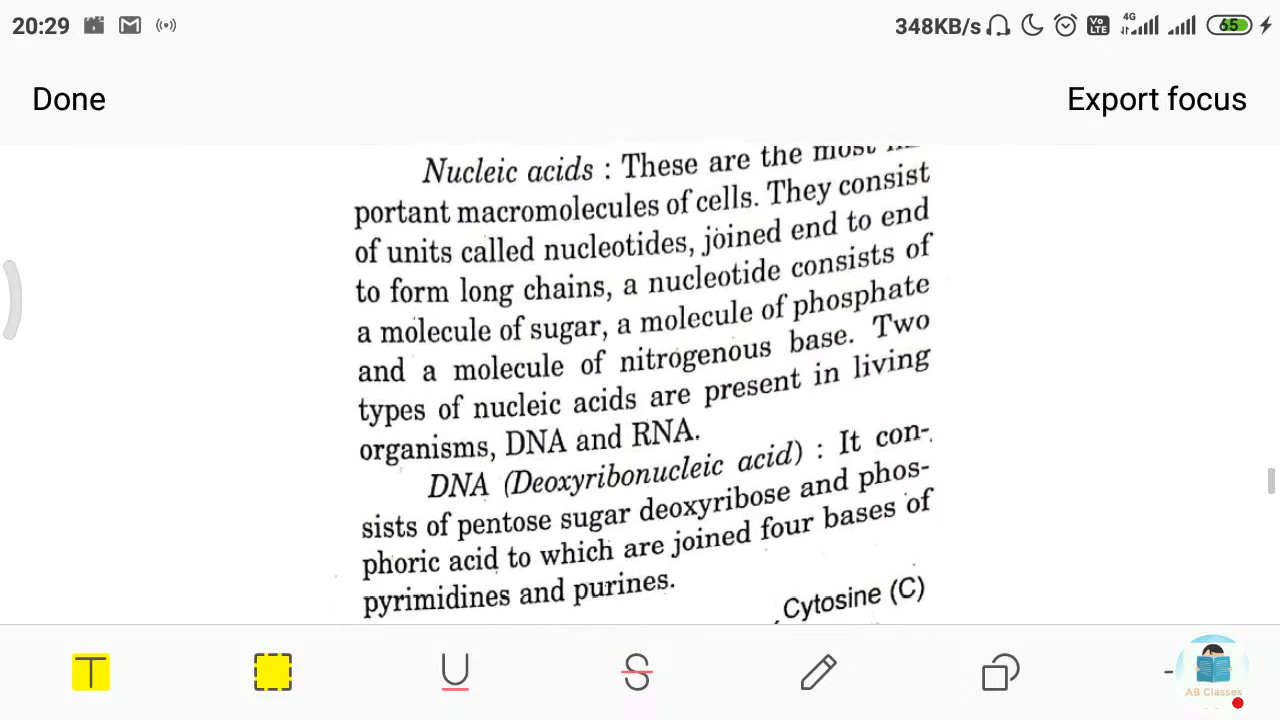 20:29
348KB/s
4G
Vo LTE
65
Done
Export focus
Nucleic acids : These are the most
portant macromolecules of cells. They consist
of units called nucleotides, joined end to end
to form long chains, a nucleotide consists of
a molecule of sugar, a molecule of phosphate
and a molecule of nitrogenous base. Two
types of nucleic acids are present in living
organisms, DNA and RNA.
DNA (Deoxyribonucleic acid) : It con-
sists of pentose sugar deoxyribose and phos-
phoric acid to which are joined four bases of
pyrimidines and purines.
Cytosine (C)
T
U
S
AB Classes